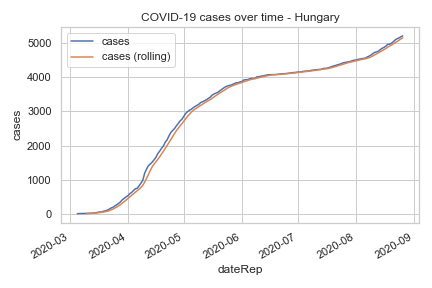 COVID-19 cases over time - Hungary
cases
cases (rolling)
5000
4000
3000
2000
1000
0
cases
2020-03
2020-04
2020-05
2020-06
2020-07
2020-08
2020-09
dateRep